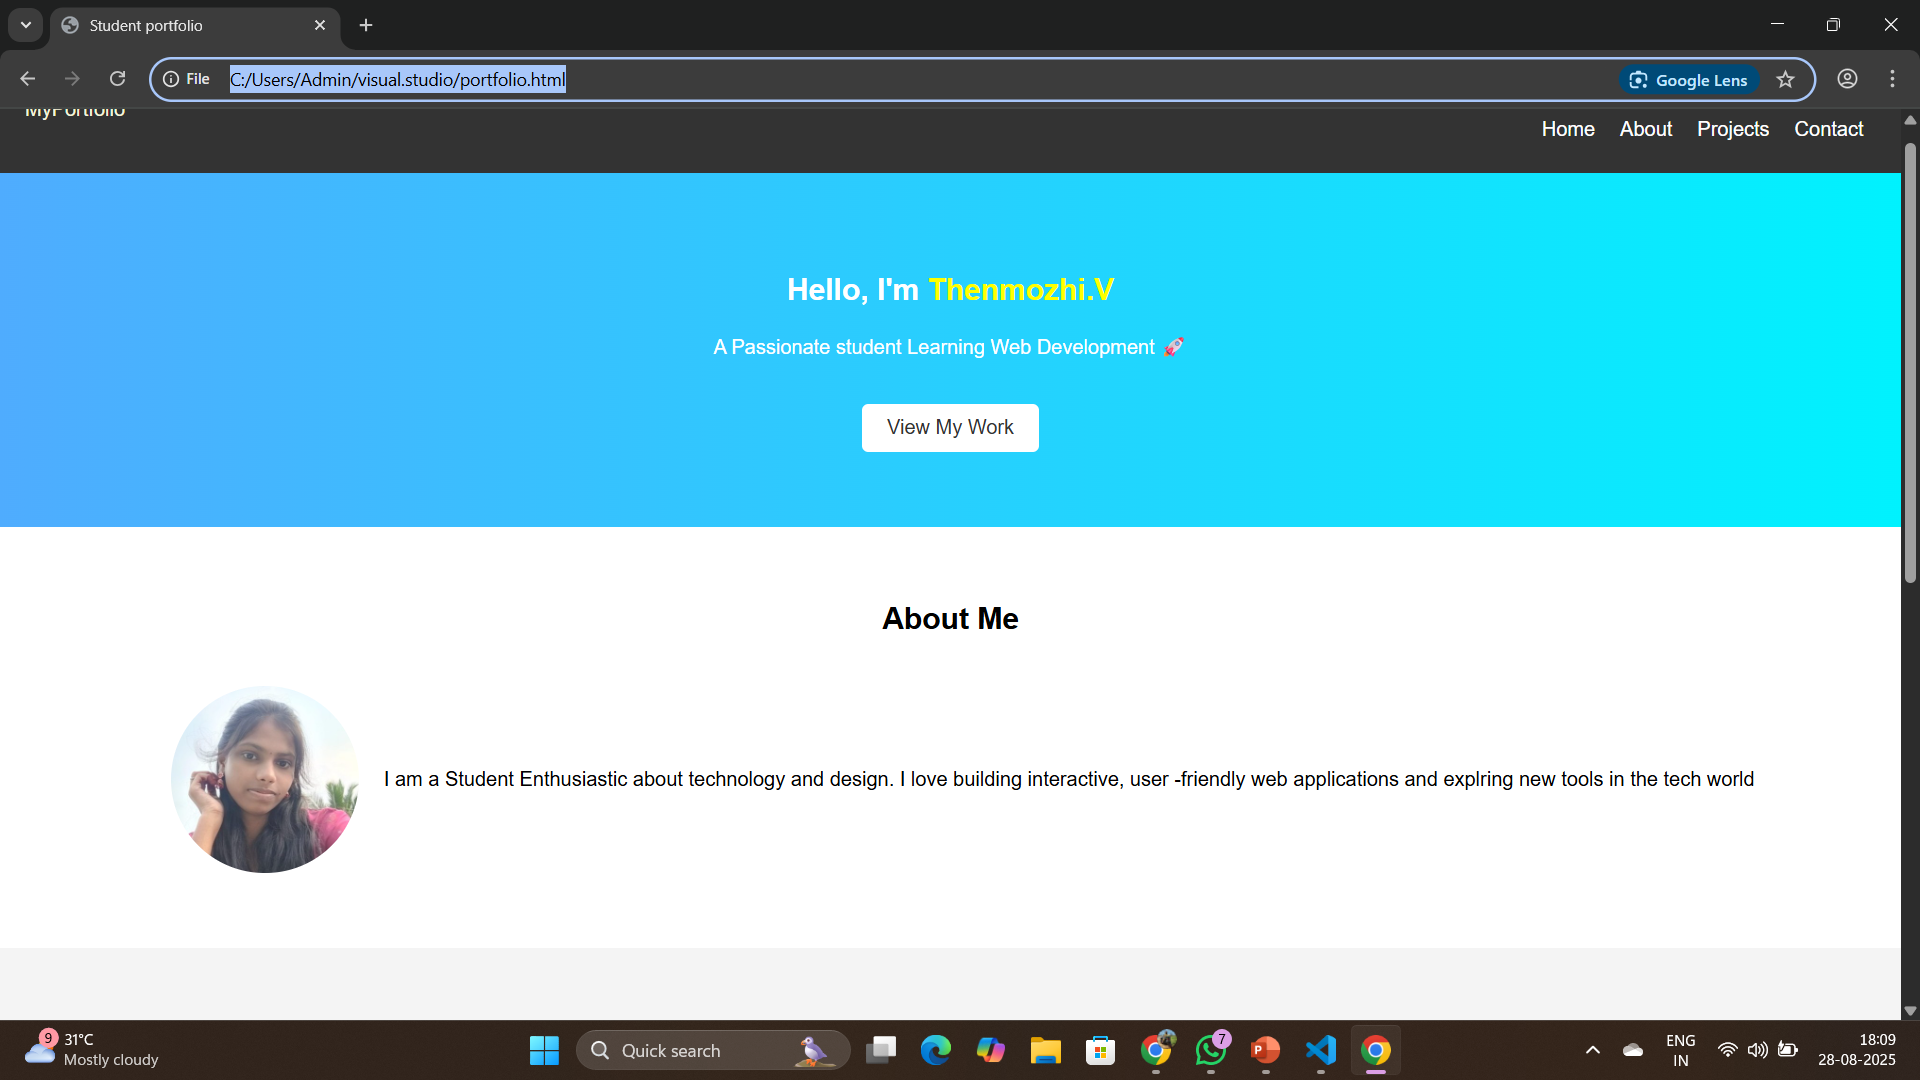 Student portfolio
File
C:/Users/Admin/visual.studio/portfolio.html
Google Lens
MyPortfolio
Home About Projects Contact
Hello, I'm Thenmozhi.V
A Passionate student Learning Web Development 🚀
View My Work
About Me
I am a Student Enthusiastic about technology and design. I love building interactive, user -friendly web applications and explring new tools in the tech world
9
31°C
Mostly cloudy
Quick search
7
P
ENG
IN
18:09
28-08-2025